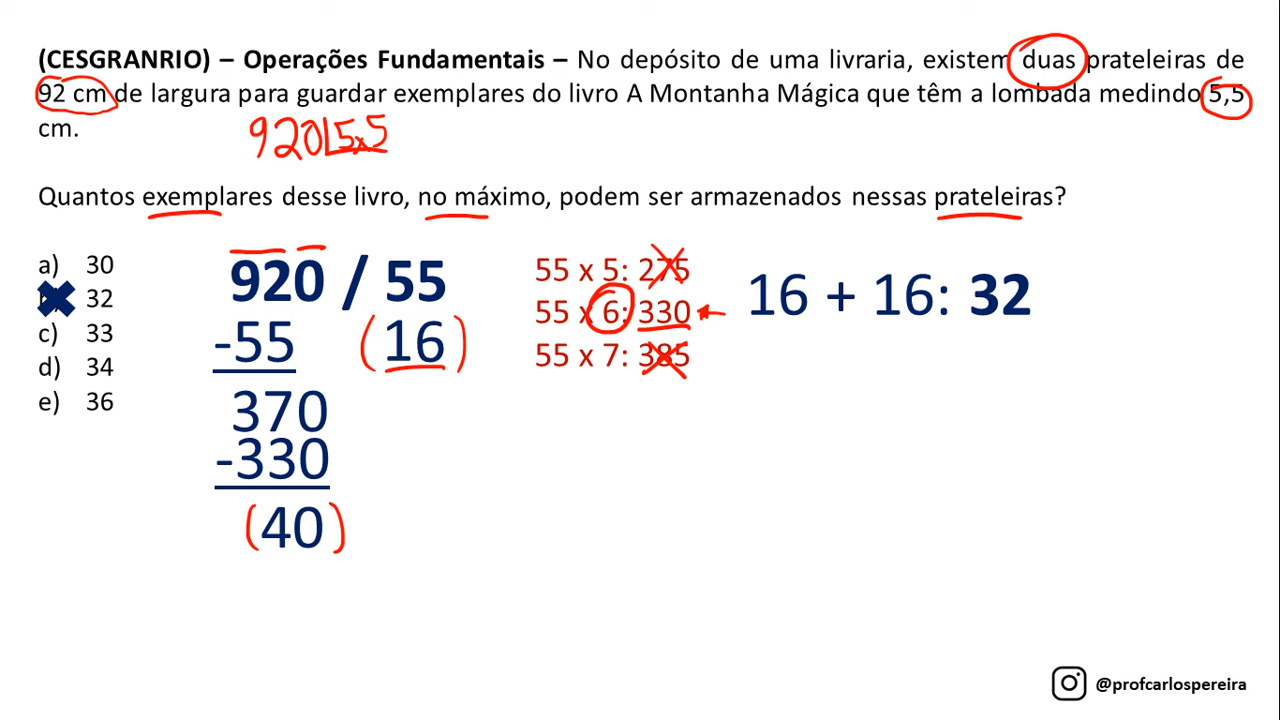 (CESGRANRIO) – Operações Fundamentais – No depósito de uma livraria, existem duas prateleiras de
92 cm de largura para guardar exemplares do livro A Montanha Mágica que têm a lombada medindo 5,5
cm.
920 5,5
Quantos exemplares desse livro, no máximo, podem ser armazenados nessas prateleiras?
a) 30
32
c) 33
d) 34
e) 36
920 / 55
-55 (16)
370
-330
(40)
55 x 5: 275
55 x 6: 330
55 x 7: 385
16 + 16: 32
@profcarlospereira